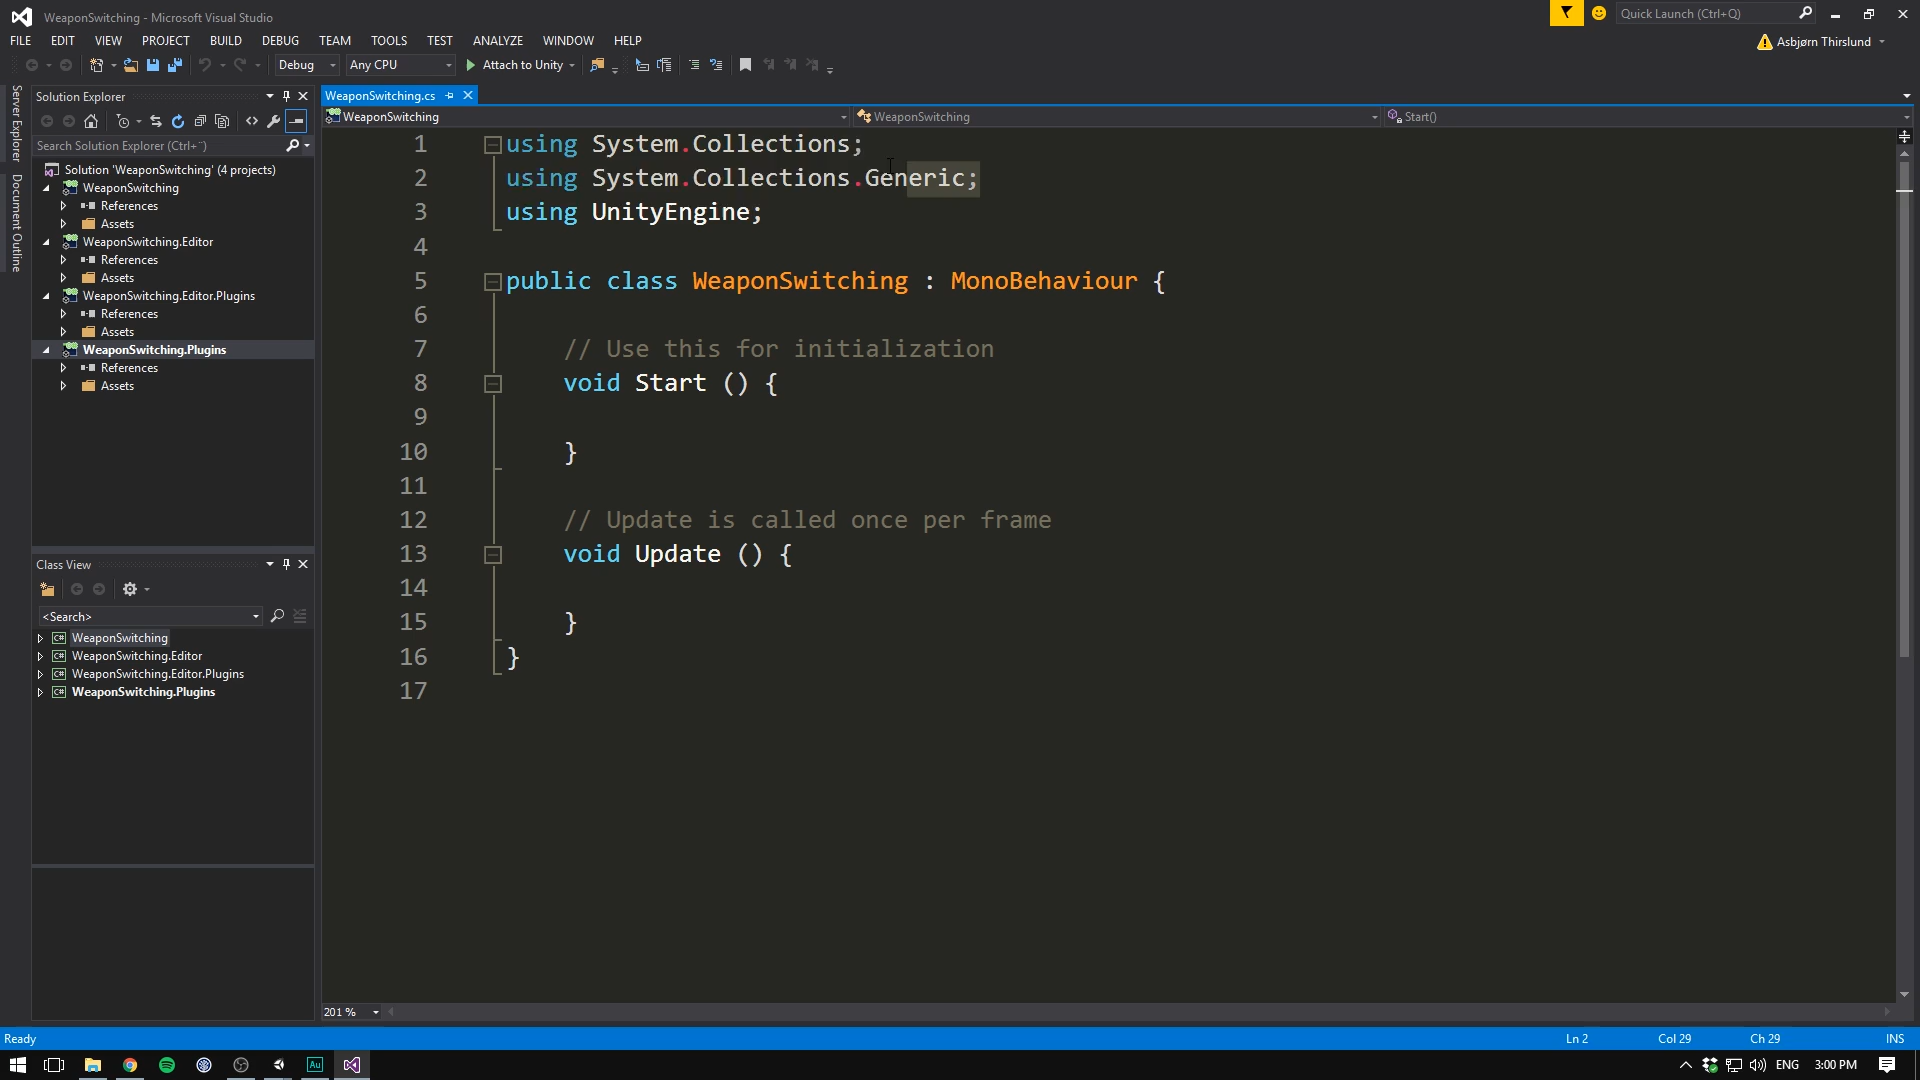 WeaponSwitching - Microsoft Visual Studio
Quick Launch (Ctrl+Q)
FILE EDIT VIEW PROJECT BUILD DEBUG TEAM TOOLS TEST ANALYZE WINDOW HELP
Asbjørn Thirslund
Debug Any CPU Attach to Unity
Server Explorer
Document Outline
Solution Explorer
Search Solution Explorer (Ctrl+¨)
Solution 'WeaponSwitching' (4 projects)
WeaponSwitching
References
Assets
WeaponSwitching.Editor
References
Assets
WeaponSwitching.Editor.Plugins
References
Assets
WeaponSwitching.Plugins
References
Assets
Class View
<Search>
WeaponSwitching
WeaponSwitching.Editor
WeaponSwitching.Editor.Plugins
WeaponSwitching.Plugins
WeaponSwitching.cs
WeaponSwitching WeaponSwitching Start()
1 using System.Collections;
2 using System.Collections.Generic;
3 using UnityEngine;
4
5 public class WeaponSwitching : MonoBehaviour {
6
7 // Use this for initialization
8 void Start () {
9
10 }
11
12 // Update is called once per frame
13 void Update () {
14
15 }
16 }
17
201 %
Ready Ln 2 Col 29 Ch 29 INS
Au
ENG 3:00 PM